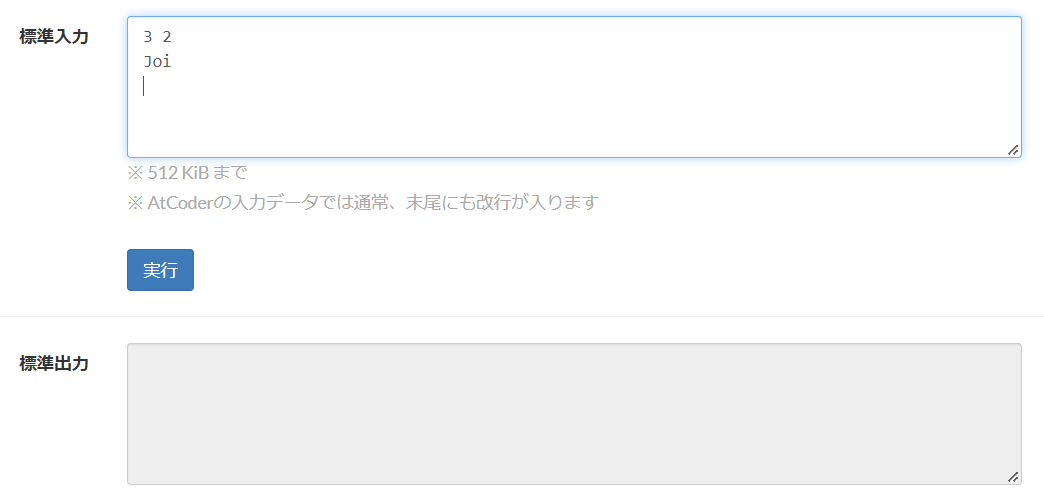 標準入力
3 2
Joi
※ 512 KiB まで
※ AtCoderの入力データでは通常、末尾にも改行が入ります
実行
標準出力